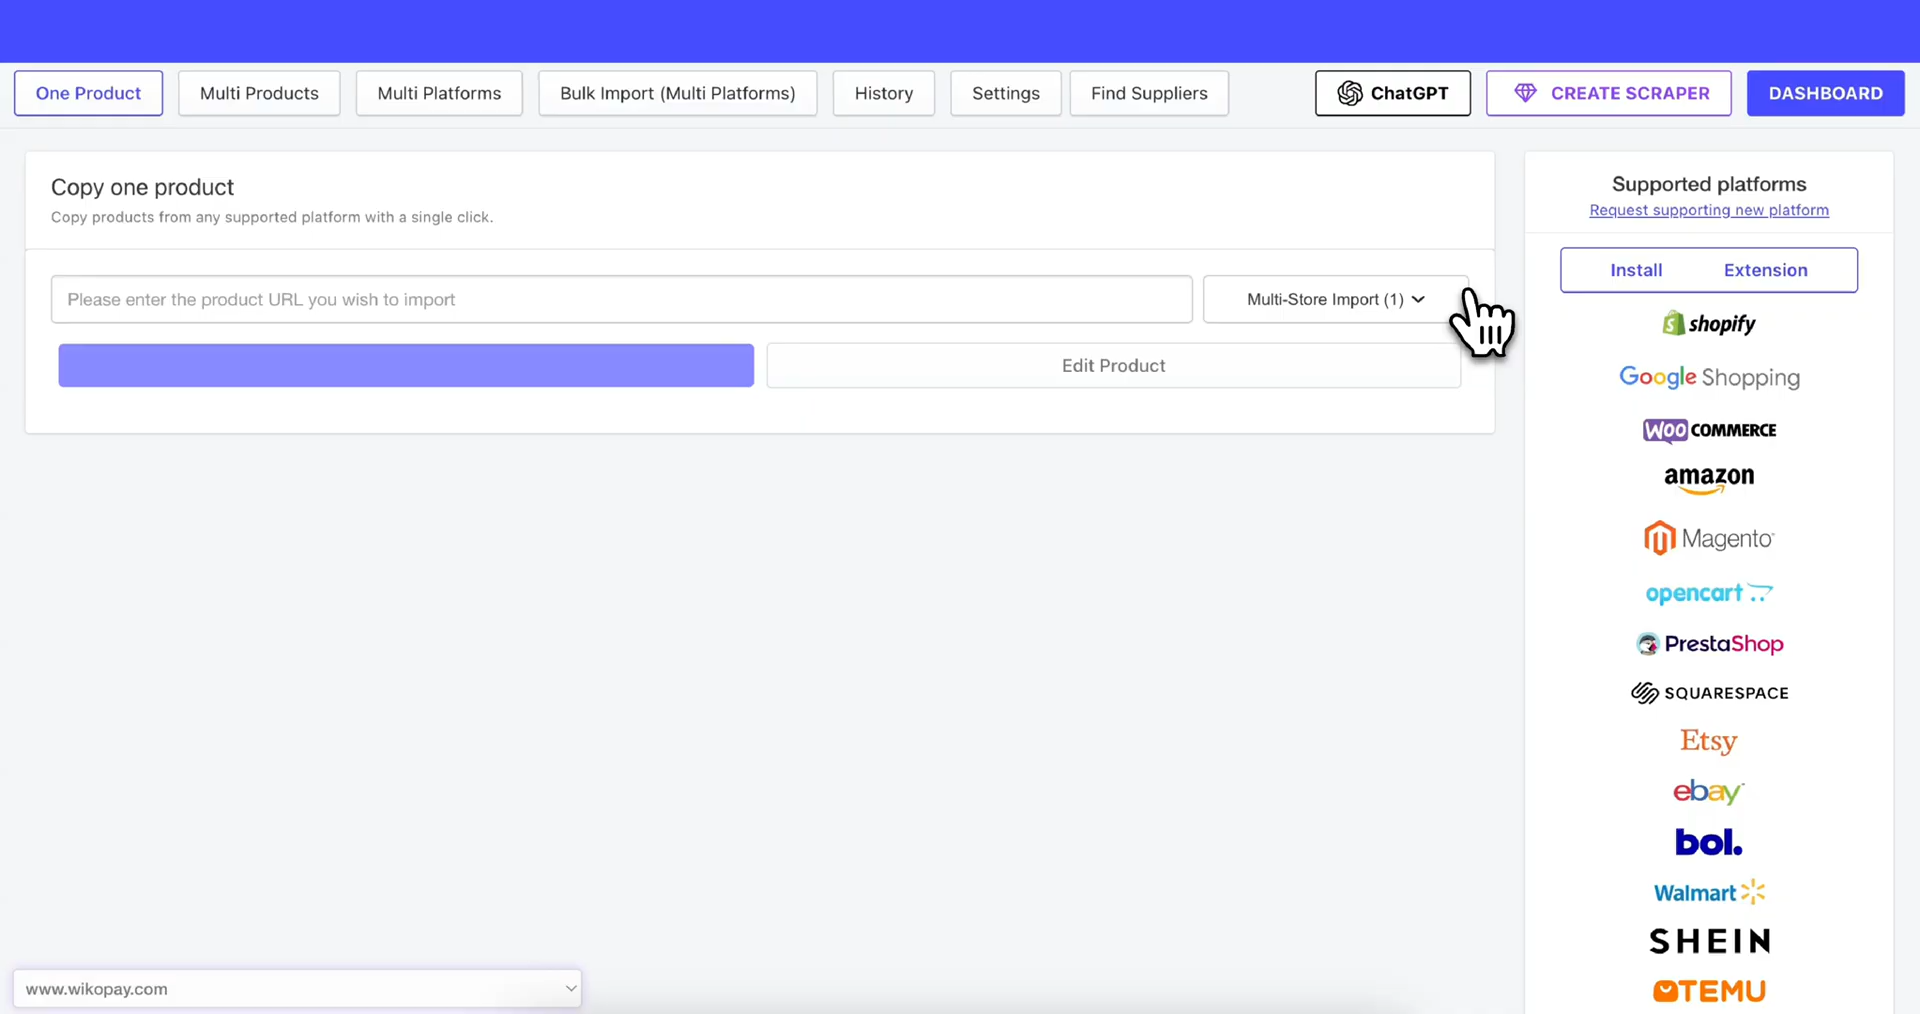 One Product
Multi Products
Multi Platforms
Bulk Import (Multi Platforms)
History
Settings
Find Suppliers
ChatGPT
CREATE SCRAPER
DASHBOARD
Copy one product
Copy products from any supported platform with a single click.
Please enter the product URL you wish to import
Multi-Store Import (1)
Edit Product
Supported platforms
Request supporting new platform
Install Extension
shopify
Google Shopping
WOO COMMERCE
amazon
Magento
opencart
PrestaShop
SQUARESPACE
Etsy
ebay
bol.
Walmart
SHEIN
TEMU
www.wikopay.com